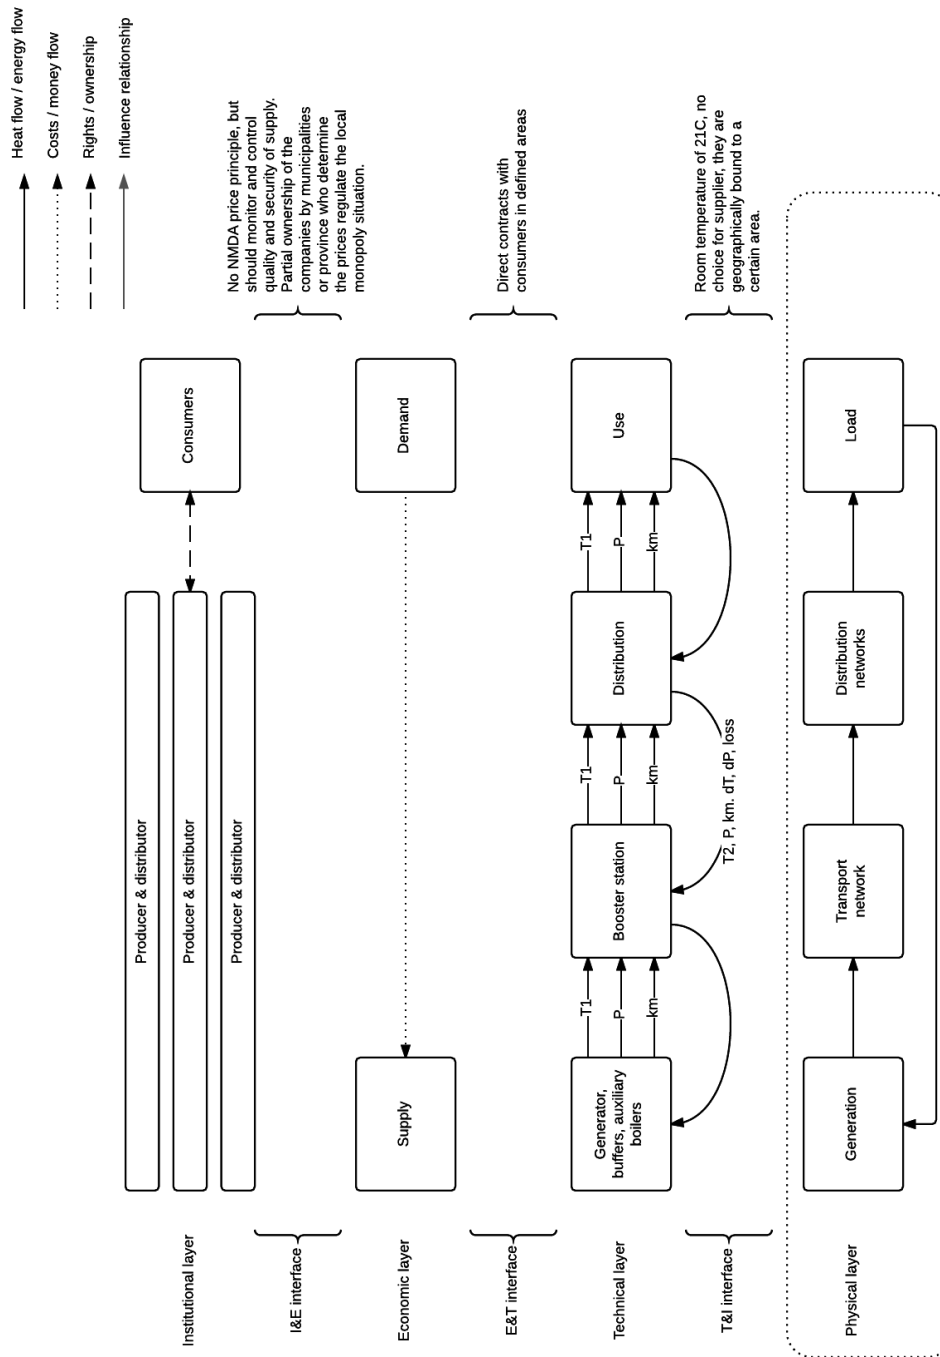 Heat flow / energy flow
Costs / money flow
Rights / ownership
Influence relationship
Institutional layer
Producer & distributor
Producer & distributor
Producer & distributor
Consumers
I&E interface
No NMDA price principle, but
should monitor and control
quality and security of supply.
Partial ownership of the
companies by municipalities
or province who determine
the prices regulate the local
monopoly situation.
Economic layer
Supply
Demand
E&T interface
Direct contracts with
consumers in defined areas
Technical layer
Generator,
buffers, auxiliary
boilers
T1
P
km
Booster station
T1
P
km
Distribution
T1
P
km
Use
T2, P, km. dT, dP, loss
T&I interface
Room temperature of 21C, no
choice for supplier, they are
geographically bound to a
certain area.
Physical layer
Generation
Transport
network
Distribution
networks
Load